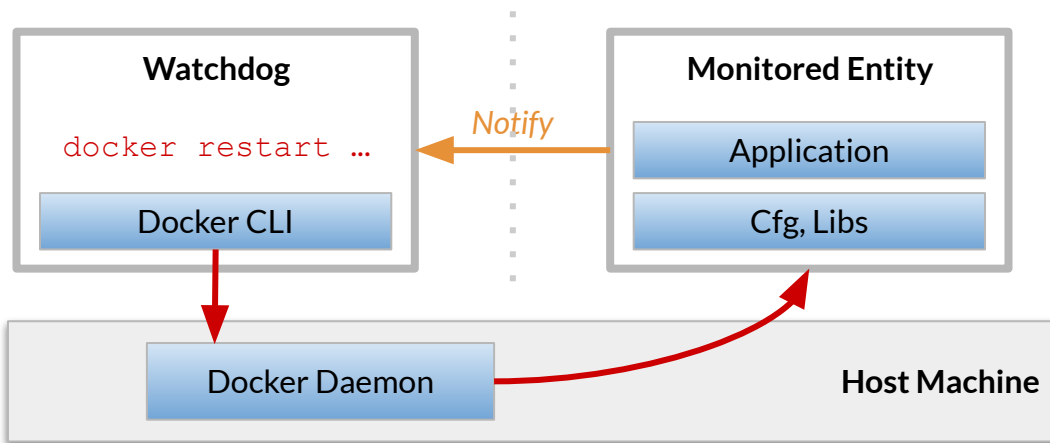 Watchdog
docker restart …
Docker CLI
Notify
Monitored Entity
Application
Cfg, Libs
Docker Daemon
Host Machine